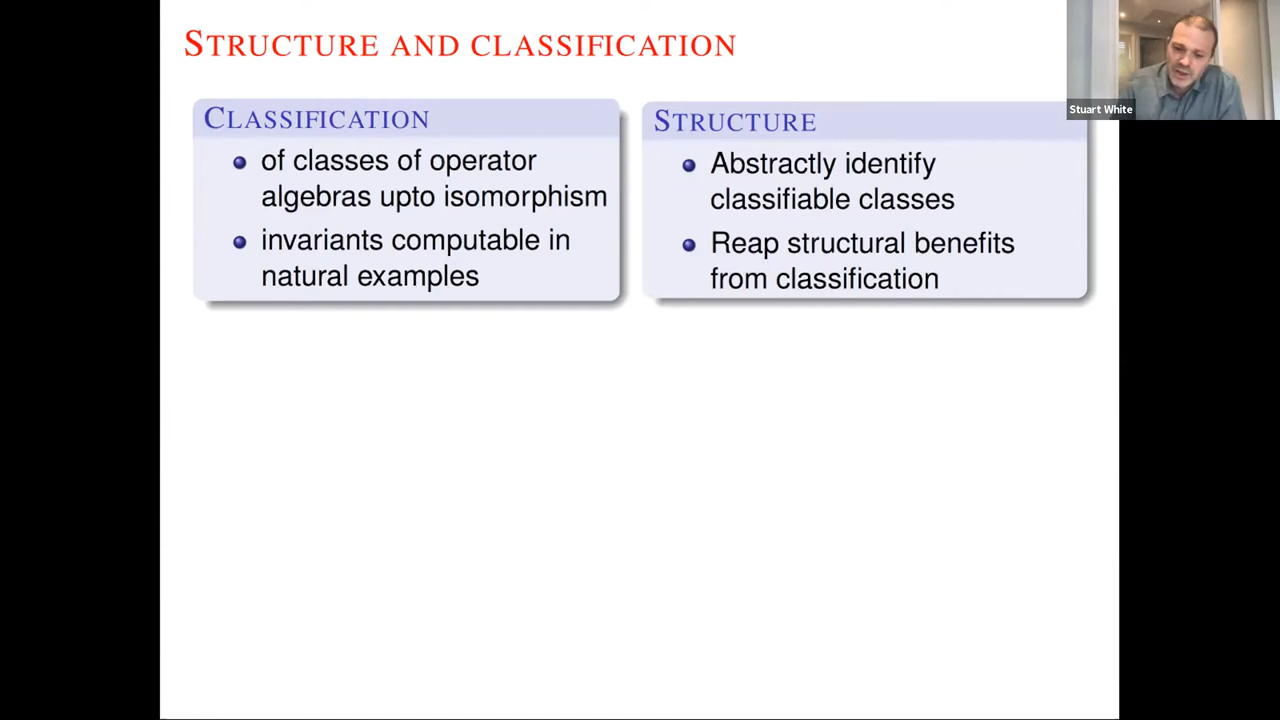 STRUCTURE AND CLASSIFICATION
CLASSIFICATION
of classes of operator
algebras upto isomorphism
invariants computable in
natural examples
STRUCTURE
Abstractly identify
classifiable classes
Reap structural benefits
from classification
Stuart White